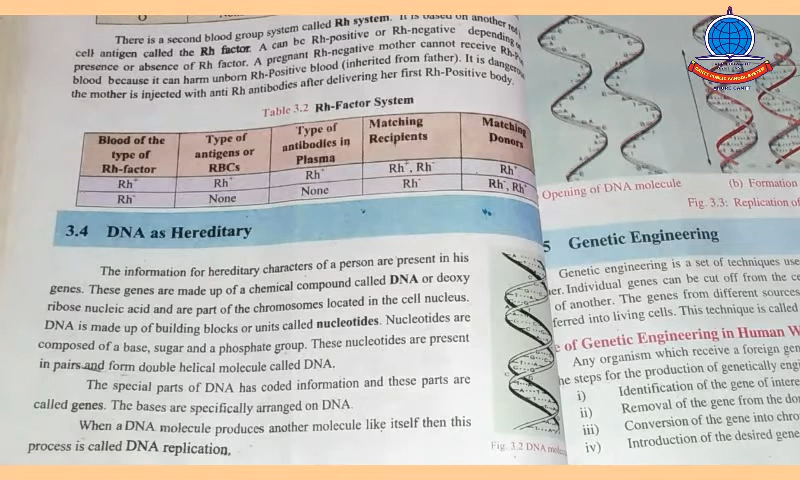 There is a second blood group system called Rh system. It is based on another red
cell antigen called the Rh factor. A can be Rh-positive or Rh-negative depending
presence or absence of Rh factor. A pregnant Rh-negative mother cannot receive
blood because it can harm unborn Rh-Positive blood (inherited from father). It is
the mother is injected with anti Rh antibodies after delivering her first Rh-Positive body.
Table 3.2 Rh-Factor System
Blood of the type of Rh-factor Type of antigens or RBCs Type of antibodies in Plasma Matching Recipients Matching Donors
Rh⁺ Rh⁺ Rh⁺ Rh⁺, Rh⁻ Rh⁺
Rh⁻ None None Rh⁻ Rh⁻, Rh⁺
3.4 DNA as Hereditary
The information for hereditary characters of a person are present in his
genes. These genes are made up of a chemical compound called DNA or deoxy
ribose nucleic and are part of the chromosomes located in the cell nucleus.
DNA is made up of building blocks or units called nucleotides. Nucleotides are
composed of a base, sugar and a phosphate group. These nucleotides are present
in pairs and form double helical molecule called DNA.
The special parts of DNA has coded information and these parts are
called genes. The bases are specifically arranged on DNA.
When a DNA molecule produces another molecule like itself then this
process is called DNA replication.
Fig. 3.2 DNA
Opening of DNA molecule
(b) Formation
Fig. 3.3: Replication of
5 Genetic Engineering
Genetic engineering is a set of techniques use
Individual genes can be cut off from the
of another. The genes from different sources
ferred into living cells. This technique is called
of Genetic Engineering in Human
Any organism which receive a foreign gen
steps for the production of genetically engi
i) Identification of the gene of intere
ii) Removal of the gene from the do
iii) Conversion of the gene into chro
iv) Introduction of the desired gene